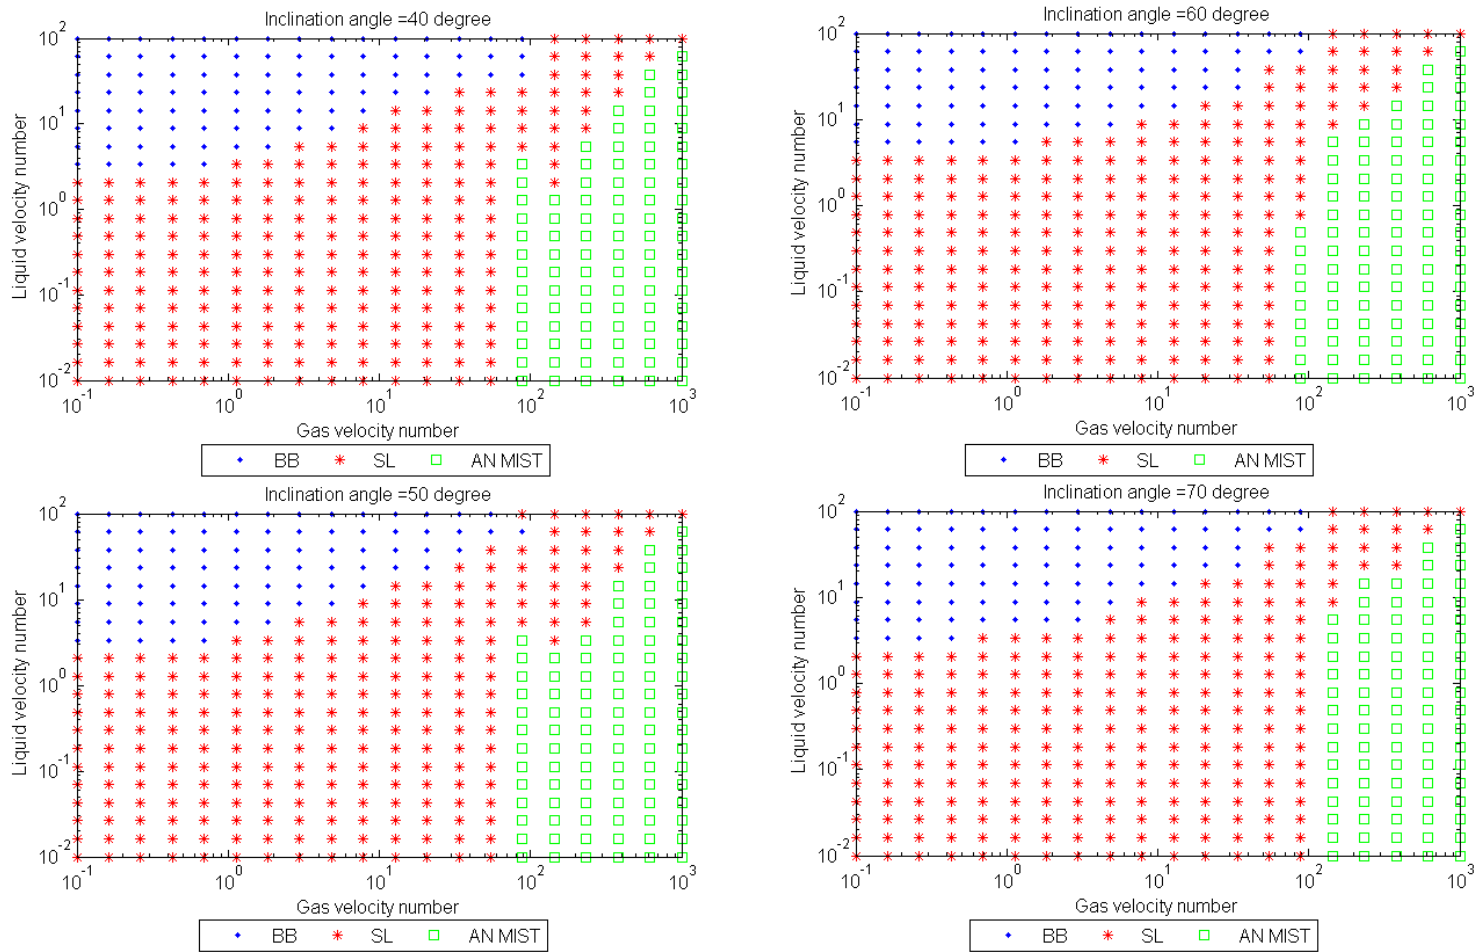 Inclination angle =40 degree
Liquid velocity number
10^2
10^1
10^0
10^-1
10^-2
10^-1 10^0 10^1 10^2 10^3
Gas velocity number
BB SL AN MIST
Inclination angle =60 degree
Liquid velocity number
10^2
10^1
10^0
10^-1
10^-2
10^-1 10^0 10^1 10^2 10^3
Gas velocity number
BB SL AN MIST
Inclination angle =50 degree
Liquid velocity number
10^2
10^1
10^0
10^-1
10^-2
10^-1 10^0 10^1 10^2 10^3
Gas velocity number
BB SL AN MIST
Inclination angle =70 degree
Liquid velocity number
10^2
10^1
10^0
10^-1
10^-2
10^-1 10^0 10^1 10^2 10^3
Gas velocity number
BB SL AN MIST